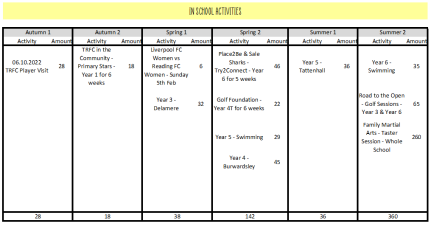 IN SCHOOL ACTIVITIES
Autumn 1 Autumn 2 Spring 1 Spring 2 Summer 1 Summer 2
Activity Amount Activity Amount Activity Amount Activity Amount Activity Amount Activity Amount
06.10.2022
TRFC Player Visit 28
TRFC in the
Community -
Primary Stars -
Year 1 for 6
weeks 18
Liverpool FC
Women vs
Reading FC
Women - Sunday
5th Feb 6
Year 3 -
Delamere 32
Place2Be & Sale
Sharks -
Try2Connect - Year
6 for 5 weeks 46
Golf Foundation -
Year 4T for 6 weeks 22
Year 5 - Swimming 29
Year 4 -
Burwardsley 45
Year 5 -
Tattenhall 36
Year 6 -
Swimming 35
Road to the Open
- Golf Sessions -
Year 3 & Year 6 65
Family Martial
Arts - Taster
Session - Whole
School 260
28 18 38 142 36 360